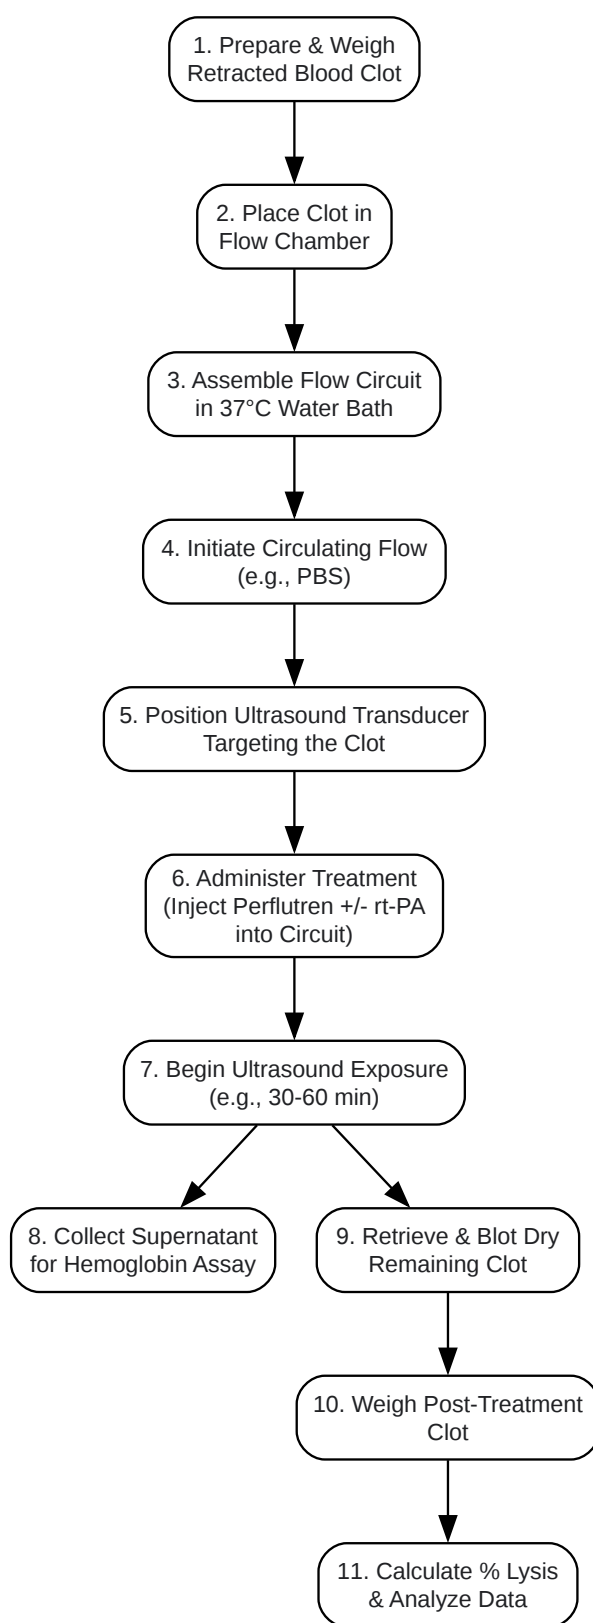 1. Prepare & Weigh
Retracted Blood Clot
2. Place Clot in
Flow Chamber
3. Assemble Flow Circuit
in 37°C Water Bath
4. Initiate Circulating Flow
(e.g., PBS)
5. Position Ultrasound Transducer
Targeting the Clot
6. Administer Treatment
(Inject Perflutren +/- rt-PA
into Circuit)
7. Begin Ultrasound Exposure
(e.g., 30-60 min)
8. Collect Supernatant
for Hemoglobin Assay
9. Retrieve & Blot Dry
Remaining Clot
10. Weigh Post-Treatment
Clot
11. Calculate % Lysis
& Analyze Data